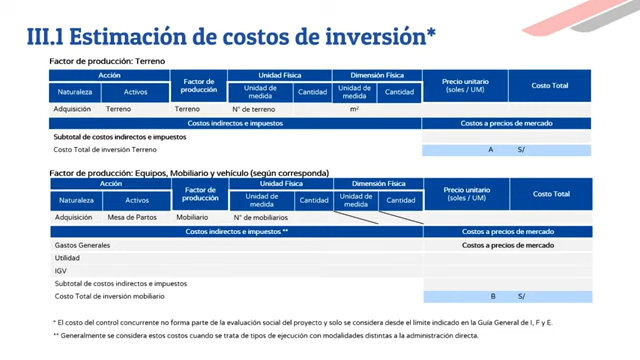 III.1 Estimación de costos de inversión*
Factor de producción: Terreno
Acción
Factor de producción
Unidad Física
Dimensión Física
Precio unitario (soles / UM)
Costo Total
Naturaleza
Activos
Unidad de medida
Cantidad
Unidad de medida
Cantidad
Adquisición Terreno Terreno N° de terreno m²
Costos indirectos e impuestos Costos a precios de mercado
Subtotal de costos indirectos e impuestos
Costo Total de inversión Terreno A S/
Factor de producción: Equipos, Mobiliario y vehículo (según corresponda)
Acción
Factor de producción
Unidad Física
Dimensión Física
Precio unitario (soles / UM)
Costo Total
Naturaleza
Activos
Unidad de medida
Cantidad
Unidad de medida
Cantidad
Adquisición Mesa de Partos Mobiliario N° de mobiliarios
Costos indirectos e impuestos ** Costos a precios de mercado
Gastos Generales Costos a precios de mercado
Utilidad
IGV
Subtotal de costos indirectos e impuestos
Costo Total de inversión mobiliario B S/
* El costo del control concurrente no forma parte de la evaluación social del proyecto y solo se considera desde el límite indicado en la Guía General de I, F y E.
** Generalmente se considera estos costos cuando se trata de tipos de ejecución con modalidades distintas a la administración directa.